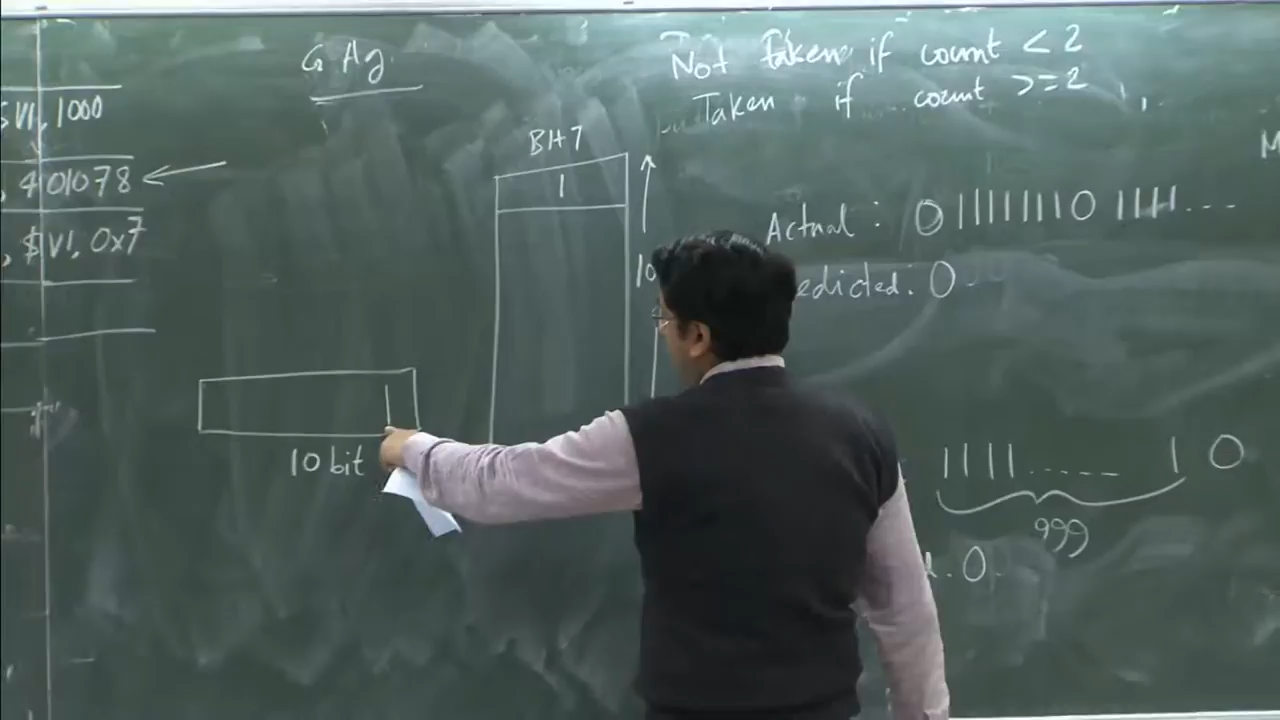 $V1, 1000
, 401078
, $V1, 0x7
GAg
Not Taken if count < 2
Taken if count >=2
BHT
1
10
Actual : 0 1 1 1 1 1 1 1 0 1 1 1 1 . . .
edicted : 0
10 bit
1 1 1 1 . . . . . . 1 0
999
. 0 .
M